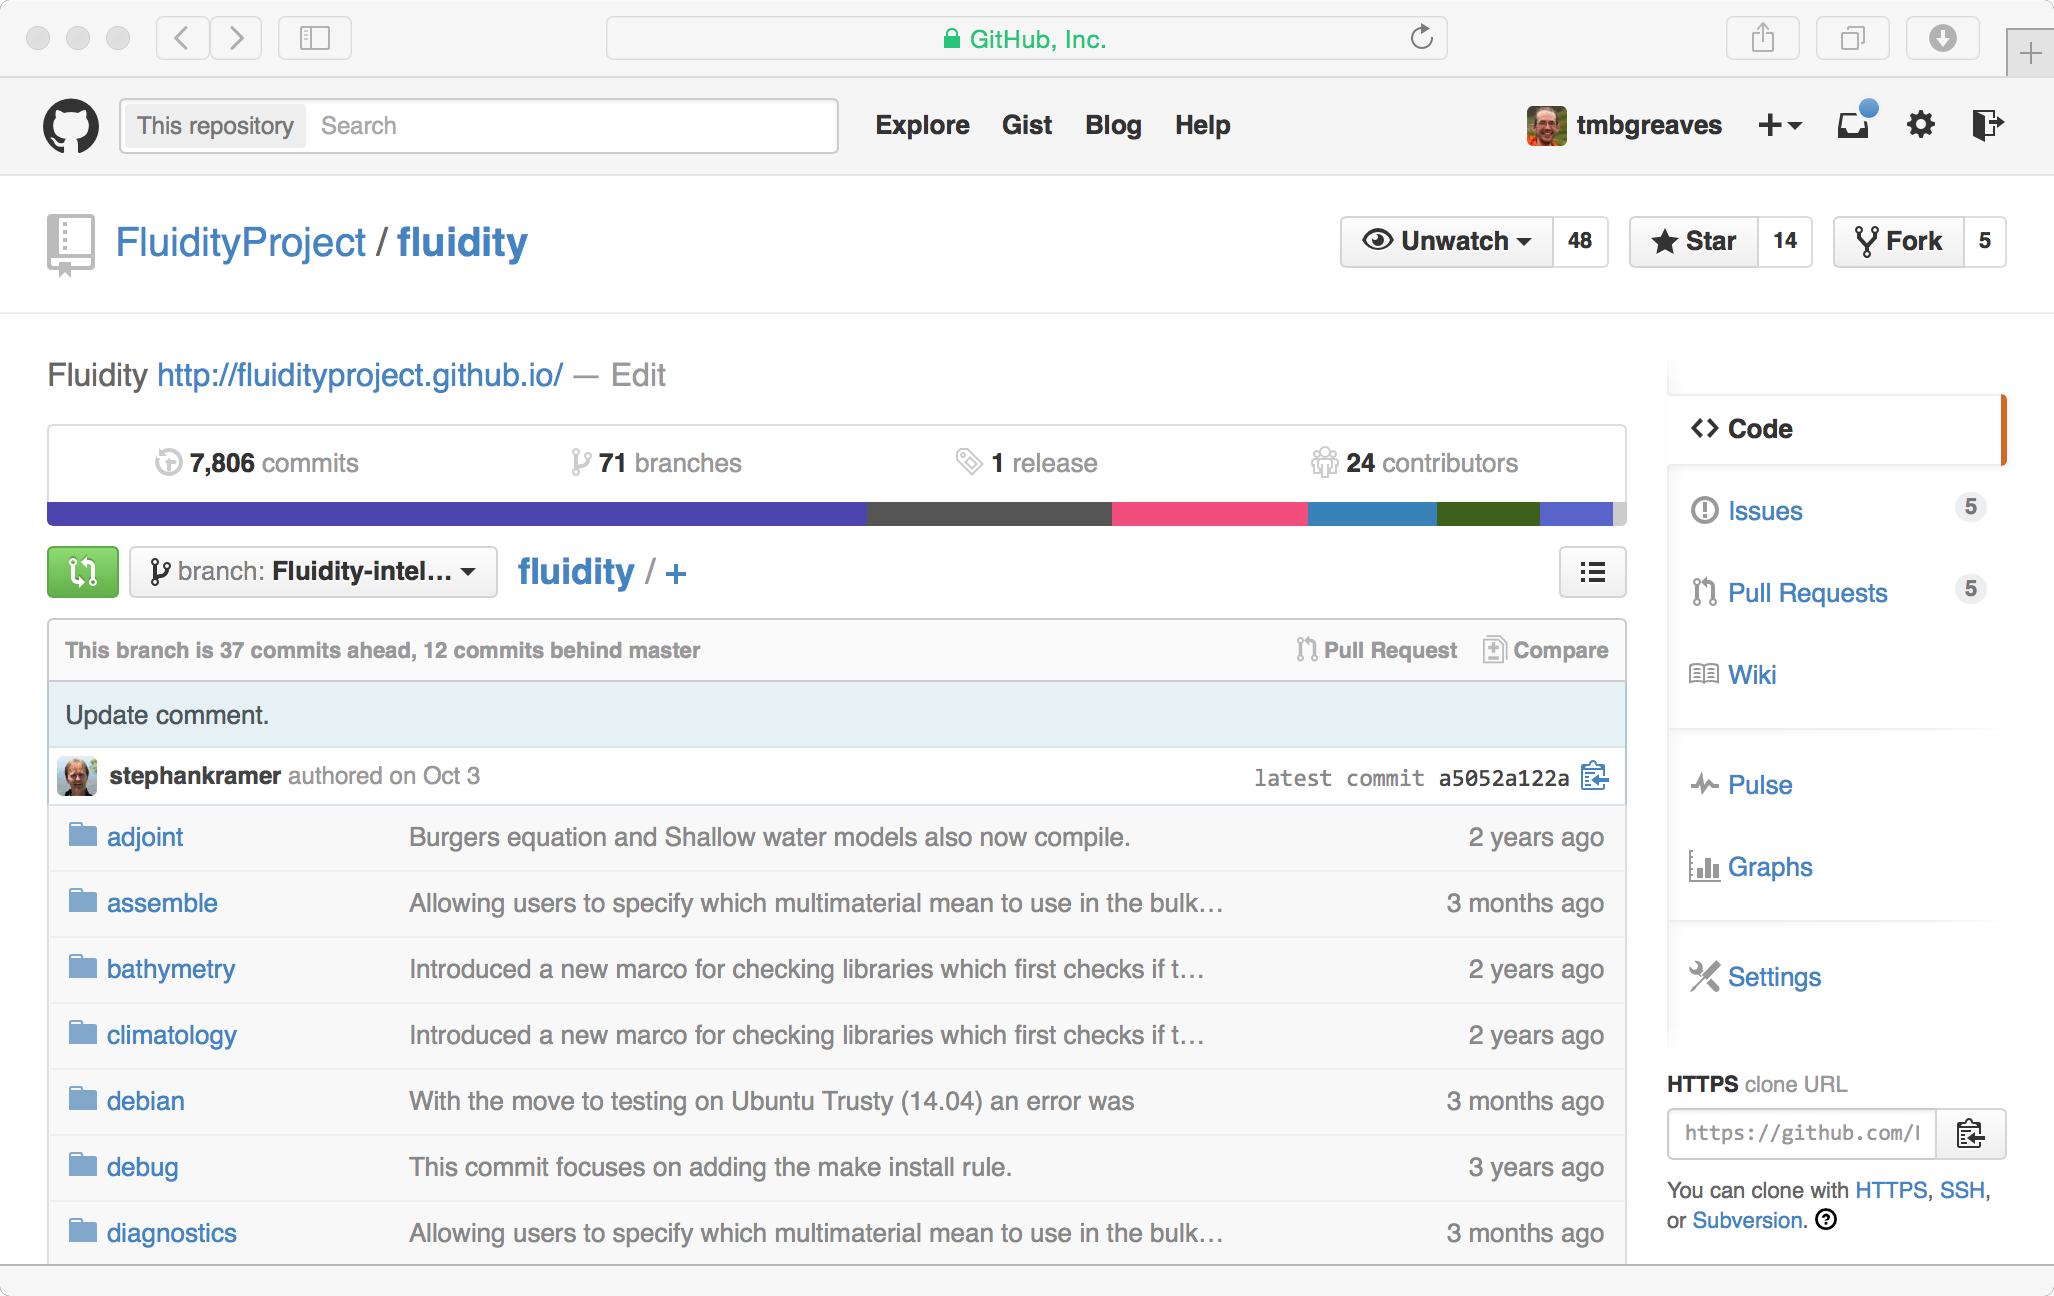 GitHub, Inc.
This repository Search Explore Gist Blog Help tmbgreaves
FluidityProject / fluidity Unwatch 48 Star 14 Fork 5
Fluidity http://fluidityproject.github.io/ — Edit
7,806 commits 71 branches 1 release 24 contributors
branch: Fluidity-intel... fluidity / +
This branch is 37 commits ahead, 12 commits behind master Pull Request Compare
Update comment.
stephankramer authored on Oct 3 latest commit a5052a122a
adjoint Burgers equation and Shallow water models also now compile. 2 years ago
assemble Allowing users to specify which multimaterial mean to use in the bulk... 3 months ago
bathymetry Introduced a new marco for checking libraries which first checks if t... 2 years ago
climatology Introduced a new marco for checking libraries which first checks if t... 2 years ago
debian With the move to testing on Ubuntu Trusty (14.04) an error was 3 months ago
debug This commit focuses on adding the make install rule. 3 years ago
diagnostics Allowing users to specify which multimaterial mean to use in the bulk... 3 months ago
Code
Issues 5
Pull Requests 5
Wiki
Pulse
Graphs
Settings
HTTPS clone URL
https://github.com/
You can clone with HTTPS, SSH,
or Subversion.